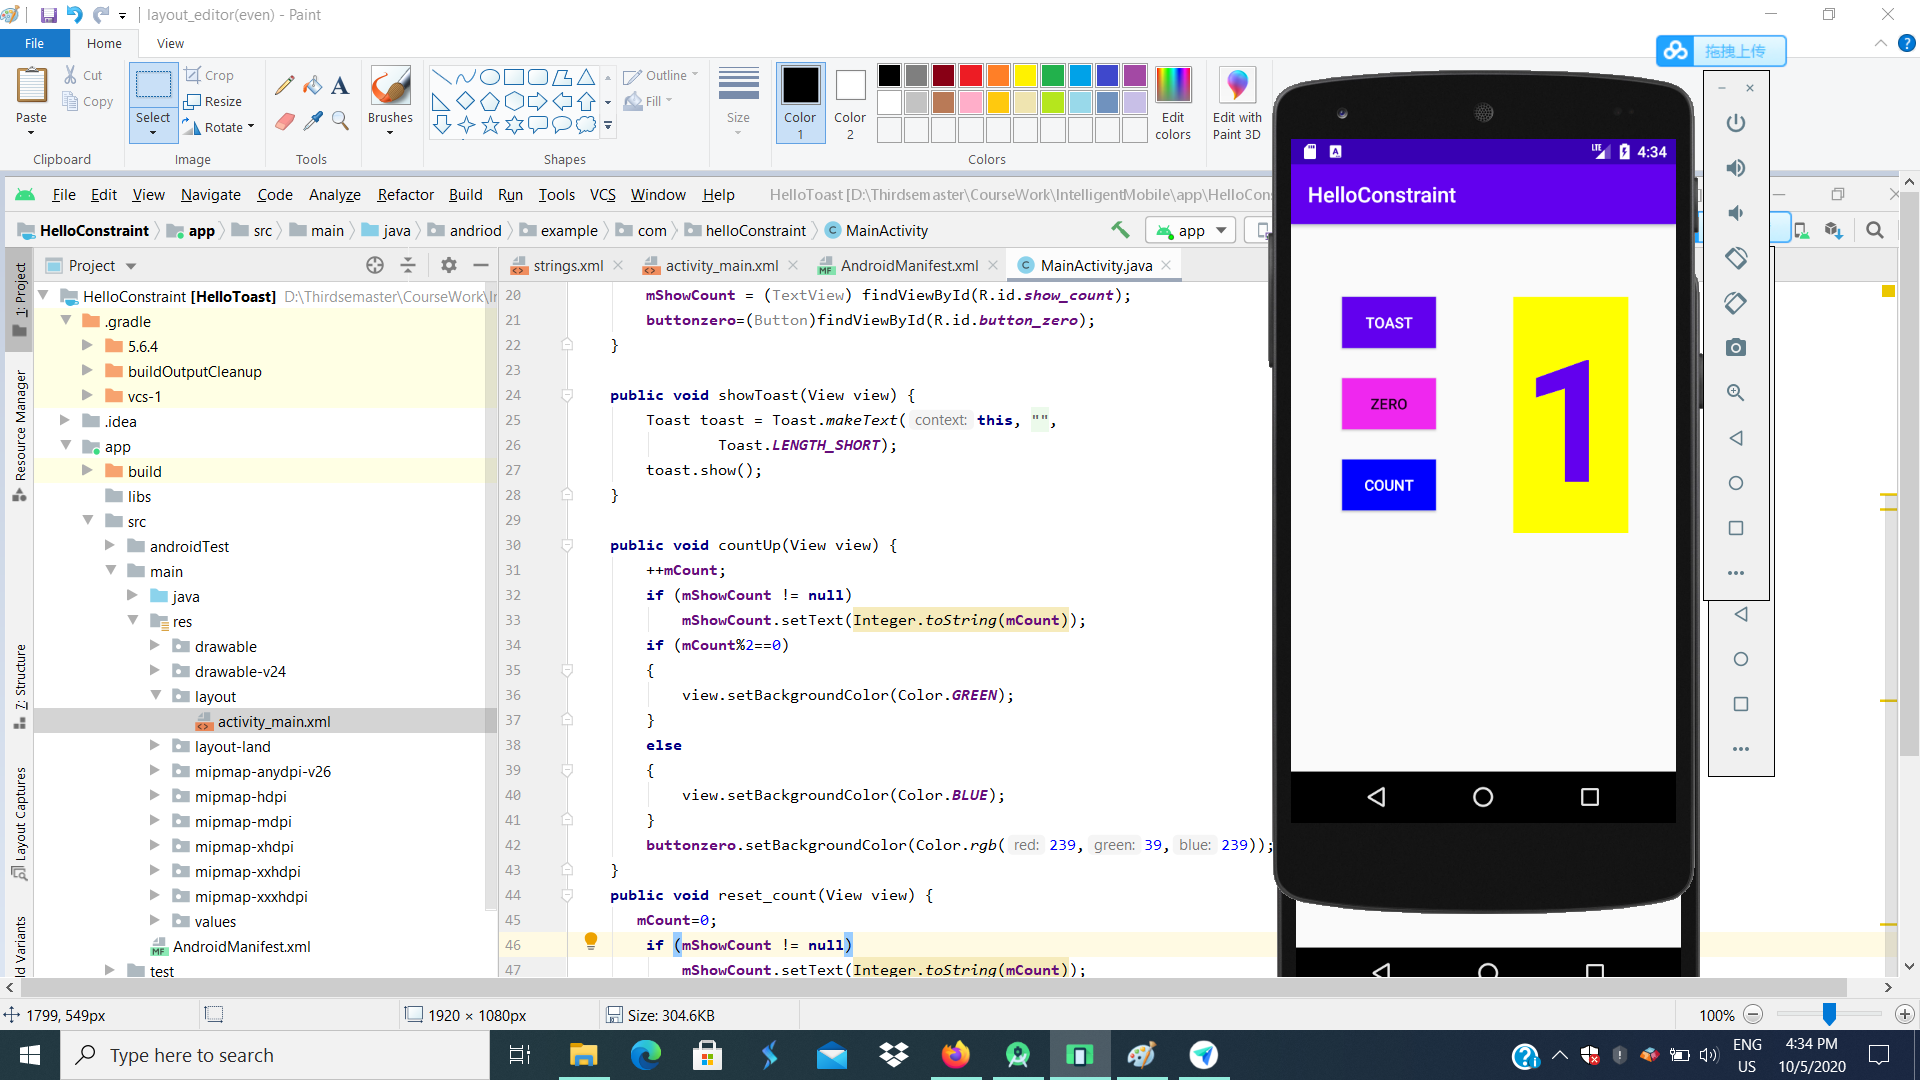 layout_editor(even) - Paint
File
Home
View
拖拽上传
Paste
Cut
Copy
Clipboard
Select
Crop
Resize
Rotate
Image
Tools
Brushes
Outline
Fill
Shapes
Size
Color 1
Color 2
Colors
Edit colors
Edit with Paint 3D
File Edit View Navigate Code Analyze Refactor Build Run Tools VCS Window Help
HelloToast [D:\Thirdsemaster\CourseWork\IntelligentMobile\app\HelloCons
HelloConstraint app src main java andriod example com helloConstraint MainActivity
app
Project
strings.xml
activity_main.xml
AndroidManifest.xml
MainActivity.java
1: Project
Resource Manager
7: Structure
Layout Captures
ld Variants
HelloConstraint [HelloToast] D:\Thirdsemaster\CourseWork\Ir
.gradle
5.6.4
buildOutputCleanup
vcs-1
.idea
app
build
libs
src
androidTest
main
java
res
drawable
drawable-v24
layout
activity_main.xml
layout-land
mipmap-anydpi-v26
mipmap-hdpi
mipmap-mdpi
mipmap-xhdpi
mipmap-xxhdpi
mipmap-xxxhdpi
values
AndroidManifest.xml
test
20 mShowCount = (TextView) findViewById(R.id.show_count);
21 buttonzero=(Button)findViewById(R.id.button_zero);
22 }
23
24 public void showToast(View view) {
25 Toast toast = Toast.makeText( context: this, "",
26 Toast.LENGTH_SHORT);
27 toast.show();
28 }
29
30 public void countUp(View view) {
31 ++mCount;
32 if (mShowCount != null)
33 mShowCount.setText(Integer.toString(mCount));
34 if (mCount%2==0)
35 {
36 view.setBackgroundColor(Color.GREEN);
37 }
38 else
39 {
40 view.setBackgroundColor(Color.BLUE);
41 }
42 buttonzero.setBackgroundColor(Color.rgb( red: 239, green: 39, blue: 239));
43 }
44 public void reset_count(View view) {
45 mCount=0;
46 if (mShowCount != null)
47 mShowCount.setText(Integer.toString(mCount));
LTE 4:34
HelloConstraint
TOAST
ZERO
COUNT
1
1799, 549px
1920 × 1080px
Size: 304.6KB
100%
Type here to search
ENG
US
4:34 PM
10/5/2020